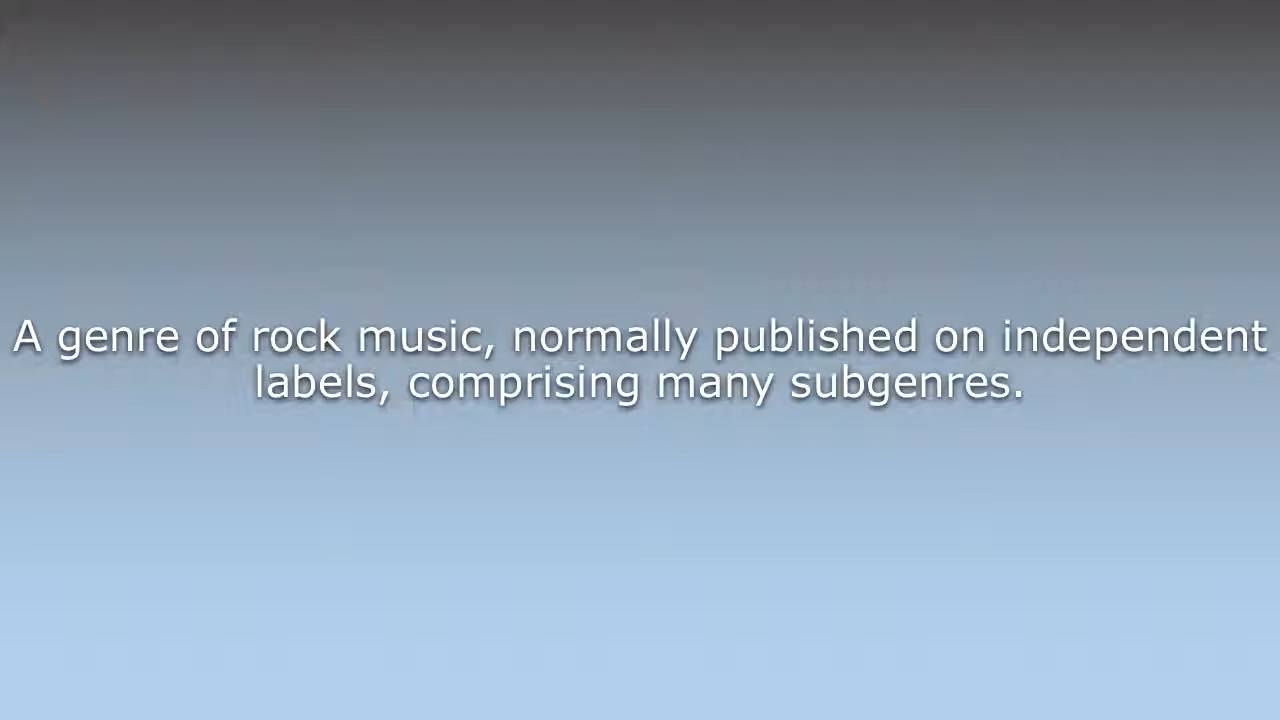 A genre of rock music, normally published on independent
labels, comprising many subgenres.